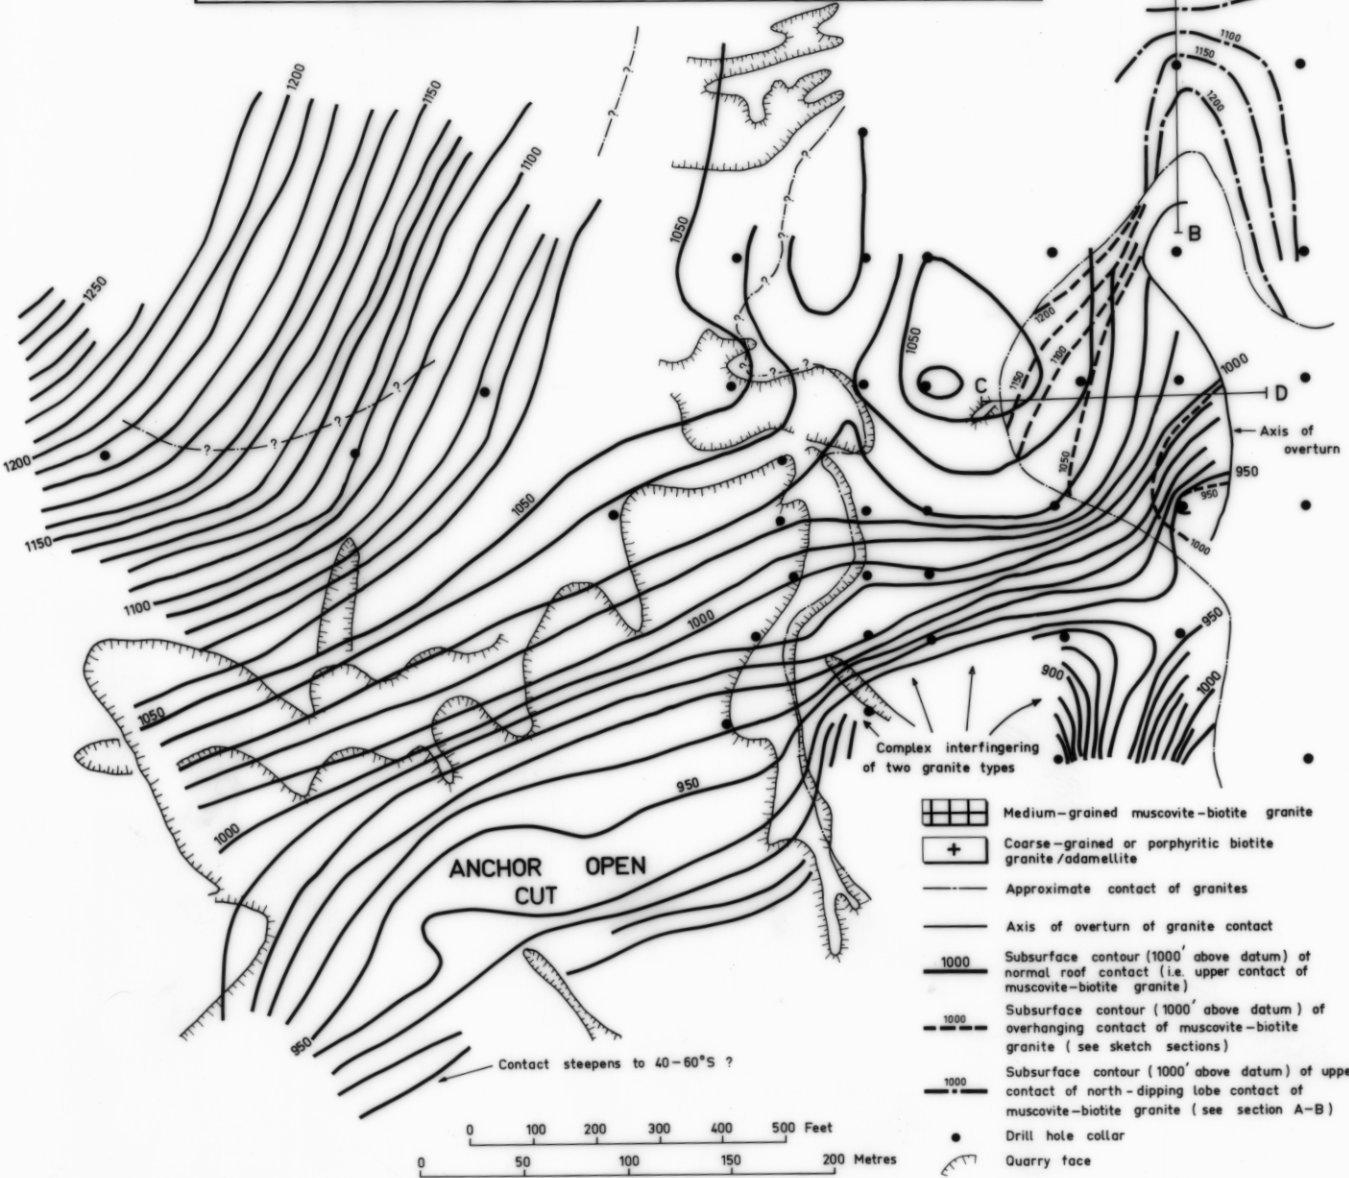 1200
1150
1100
1250
1050
1100
1150
1200
B
1050
1200
1150
1100
1050
C
D
1000
Axis of
overturn
950
950
1000
1200
1150
1100
1050
1000
1050
1000
950
900
1000
950
950
Complex interfingering
of two granite types
ANCHOR OPEN
CUT
Contact steepens to 40-60°S ?
Medium-grained muscovite-biotite granite
Coarse-grained or porphyritic biotite
granite/adamellite
Approximate contact of granites
Axis of overturn of granite contact
1000
Subsurface contour (1000' above datum) of
normal roof contact (i.e. upper contact of
muscovite-biotite granite)
1000
Subsurface contour (1000' above datum) of
overhanging contact of muscovite-biotite
granite (see sketch sections)
1000
Subsurface contour (1000' above datum) of uppe
contact of north-dipping lobe contact of
muscovite-biotite granite (see section A-B)
Drill hole collar
Quarry face
0 100 200 300 400 500 Feet
0 50 100 150 200 Metres